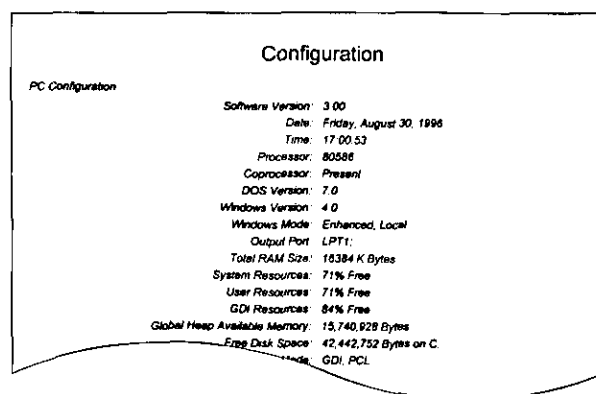 Configuration
PC Configuration
Software Version: 3.00
Date: Friday, August 30, 1996
Time: 17:00:53
Processor: 80586
Coprocessor: Present
DOS Version: 7.0
Windows Version: 4.0
Windows Mode: Enhanced, Local
Output Port: LPT1:
Total RAM Size: 16384 K Bytes
System Resources: 71% Free
User Resources: 71% Free
GDI Resources: 84% Free
Global Heap Available Memory: 15,740,928 Bytes
Free Disk Space: 42,442,752 Bytes on C.
Mode: GDI, PCL